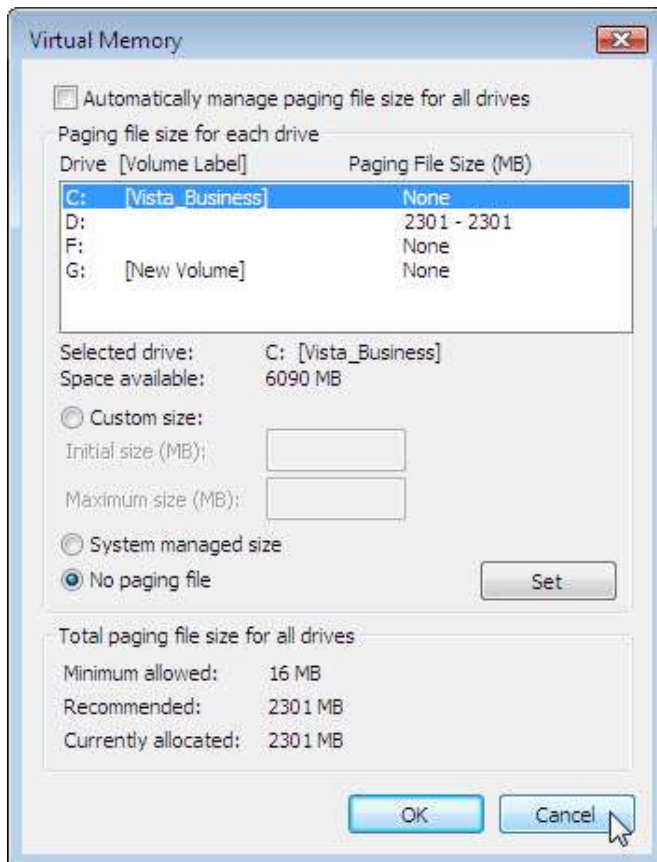 Virtual Memory
Automatically manage paging file size for all drives
Paging file size for each drive
Drive [Volume Label] Paging File Size (MB)
C: [Vista_Business] None
D: 2301 - 2301
F: None
G: [New Volume] None
Selected drive: C: [Vista_Business]
Space available: 6090 MB
Custom size:
Initial size (MB):
Maximum size (MB):
System managed size
No paging file Set
Total paging file size for all drives
Minimum allowed: 16 MB
Recommended: 2301 MB
Currently allocated: 2301 MB
OK Cancel